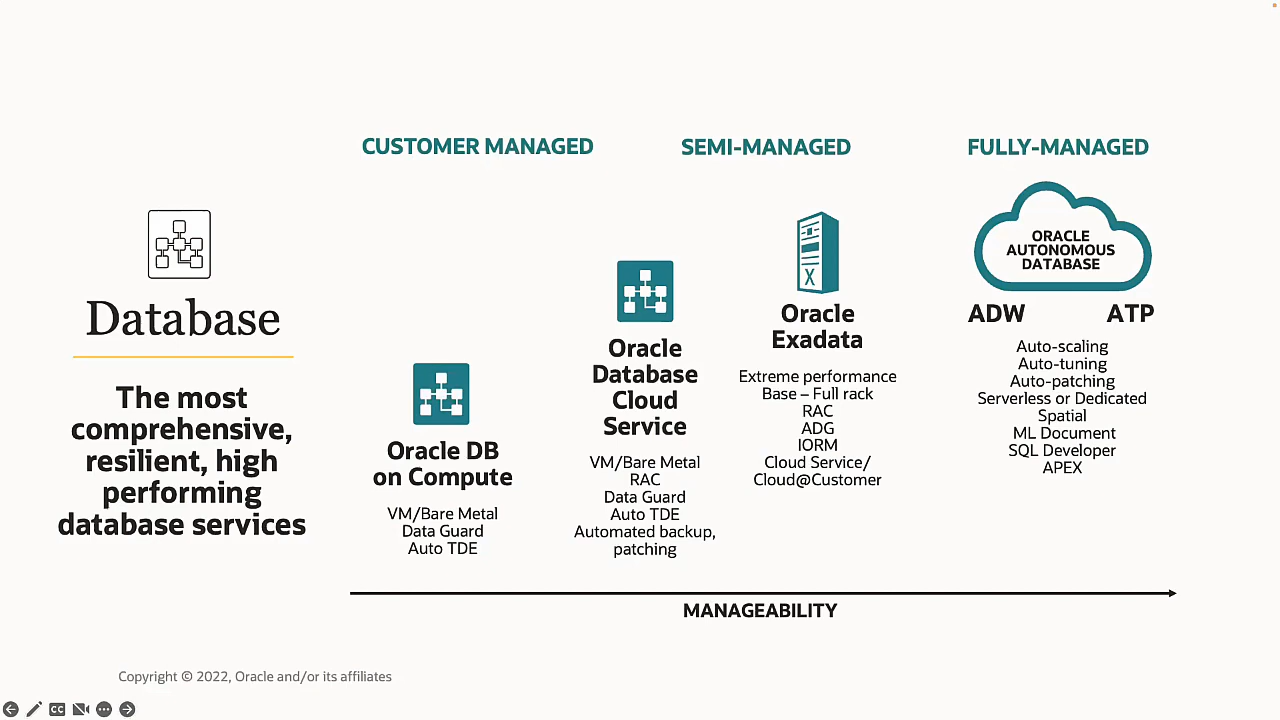 CUSTOMER MANAGED
SEMI-MANAGED
FULLY-MANAGED
Database
The most
comprehensive,
resilient, high
performing
database services
Oracle DB
on Compute
VM/Bare Metal
Data Guard
Auto TDE
Oracle
Database
Cloud
Service
VM/Bare Metal
RAC
Data Guard
Auto TDE
Automated backup,
patching
X
Oracle
Exadata
Extreme performance
Base – Full rack
RAC
ADG
IORM
Cloud Service/
Cloud@Customer
ORACLE
AUTONOMOUS
DATABASE
ADW
ATP
Auto-scaling
Auto-tuning
Auto-patching
Serverless or Dedicated
Spatial
ML Document
SQL Developer
APEX
MANAGEABILITY
Copyright © 2022, Oracle and/or its affiliates
CC